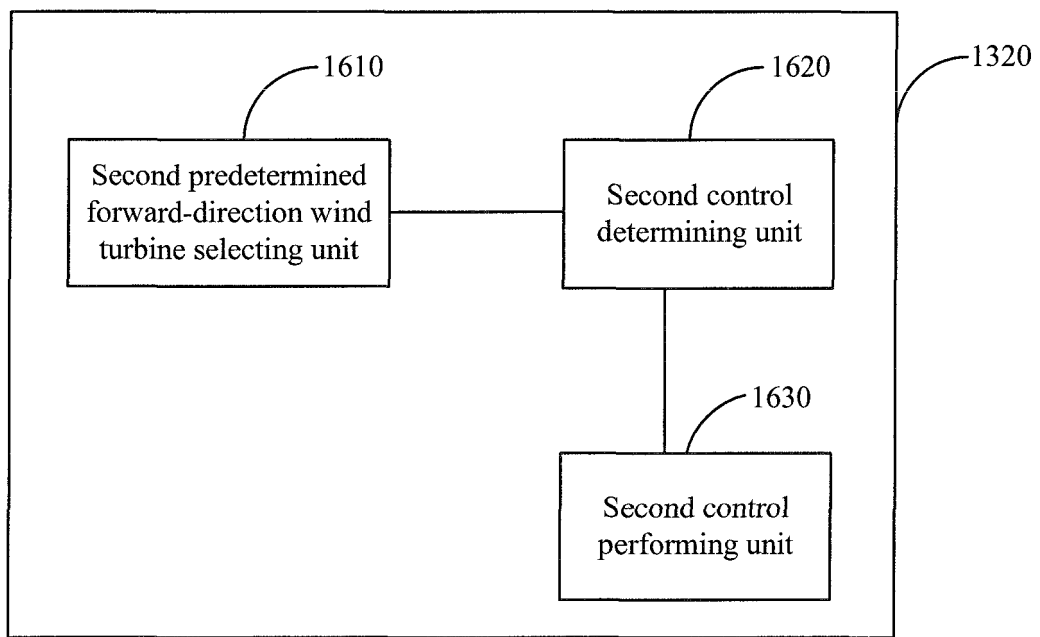 1610
1620
1320
Second predetermined
forward-direction wind
turbine selecting unit
Second control
determining unit
1630
Second control
performing unit